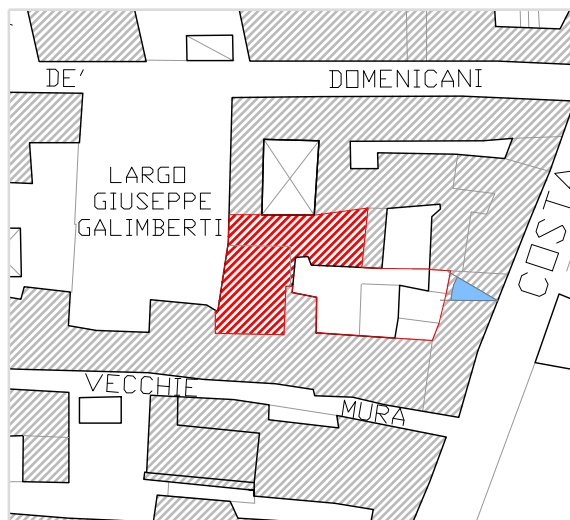 DE' DOMENICANI
LARGO
GIUSEPPE
GALIMBERTI
COSTA
VECCHIE MURA